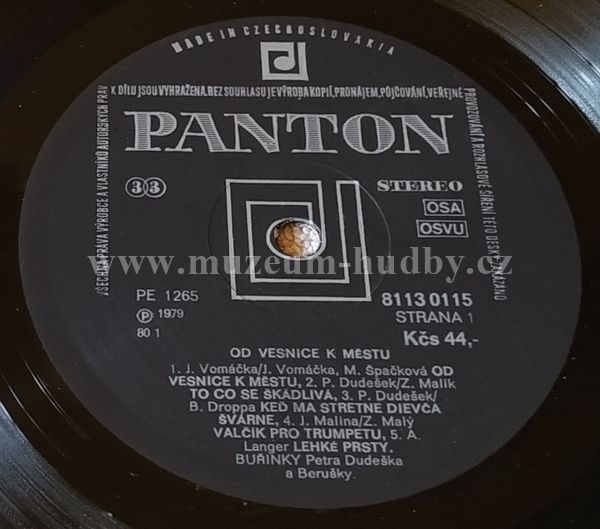 MADE IN CZECHOSLOVAKIA
VŠECHNA PRÁVA VÝROBCE A VLASTNÍKŮ AUTORSKÝCH PRÁV
K DÍLU JSOU VYHRAŽENA. BEZ SOUHLASU JE VÝROBA KOPIÍ, PRONÁJEM, PŮJČOVÁNÍ, VEŘEJNÉ
PROVOZOVÁNÍ A ROZHLASOVÉ ŠÍŘENÍ TÉTO DESKY ZAKÁZÁNO
PANTON
33
STEREO
OSA
OSVU
www.muzeum-hudby.cz
PE 1265
8113 0115
℗ 1979
STRANA 1
80 1
Kčs 44,-
OD VESNICE K MĚSTU
1. J. Vomáčka/J. Vomáčka, M. Špačková OD
VESNICE K MĚSTU, 2. P. Dudešek/Z. Malík
TO CO SE ŠKÁDLIVÁ, 3. P. Dudešek/
B. Droppa KEĎ MA STRETNE DIEVČA
ŠVÁRNE, 4. J. Malina/Z. Malý
VALČÍK PRO TRUMPETU, 5. A.
Langer LEHKÉ PRSTY.
BUŘINKY Petra Dudeška
a Berušky.